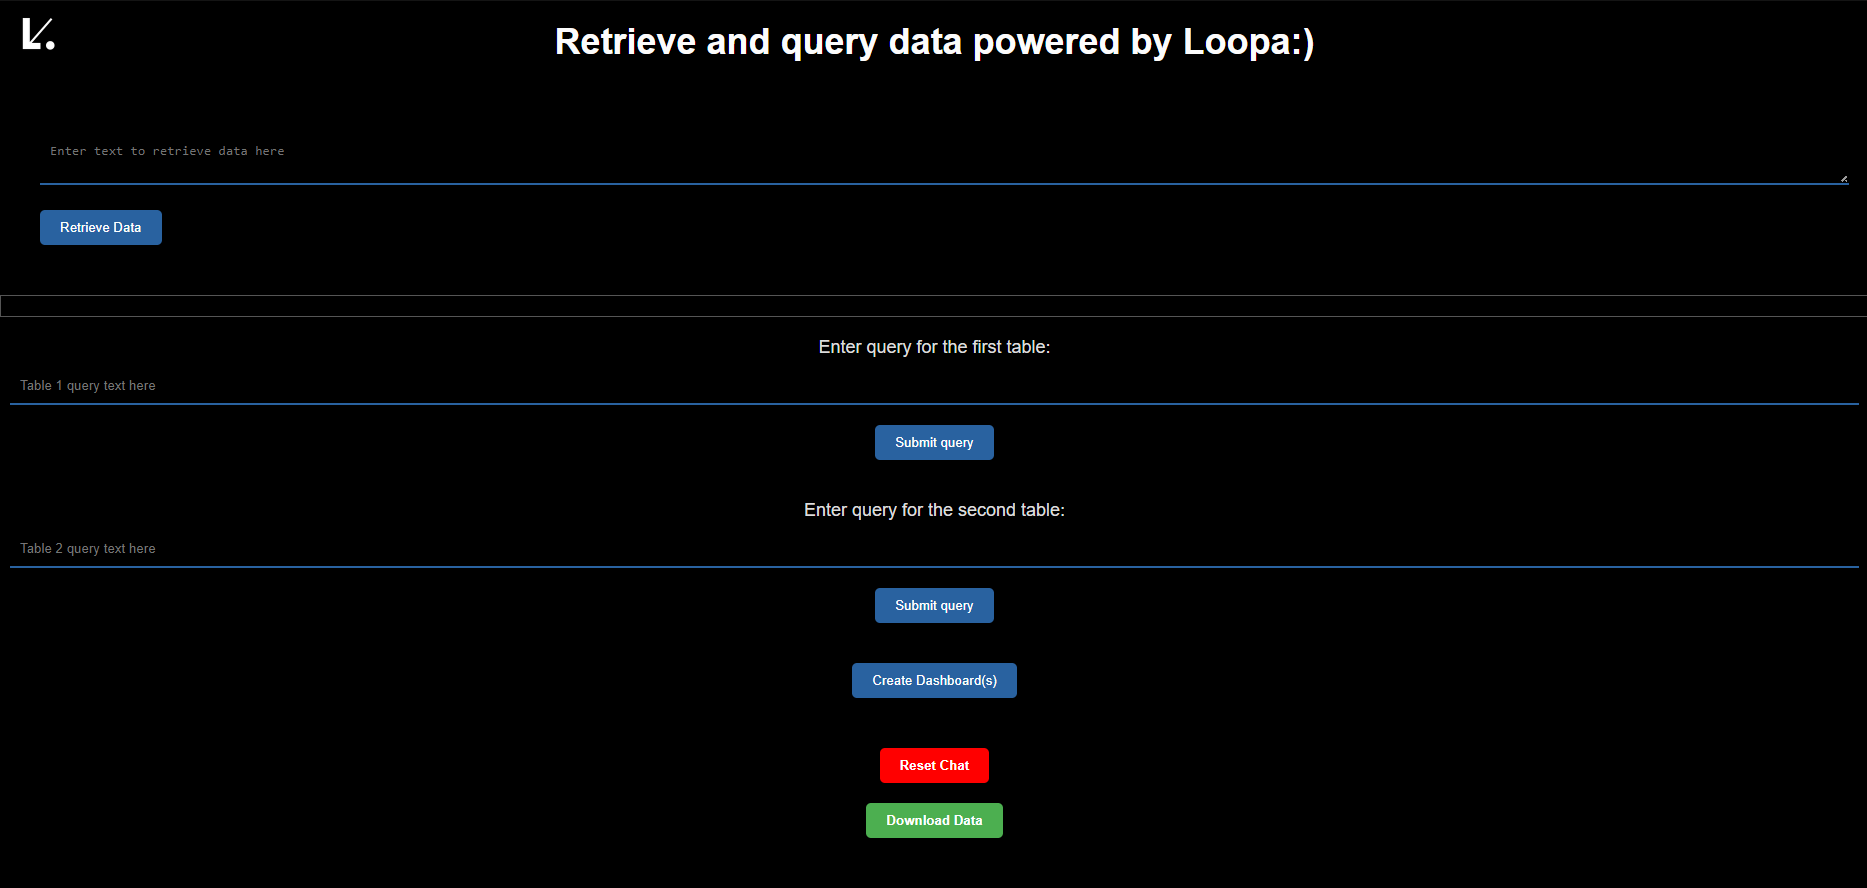 Retrieve and query data powered by Loopa:)
Enter text to retrieve data here
Retrieve Data
Enter query for the first table:
Table 1 query text here
Submit query
Enter query for the second table:
Table 2 query text here
Submit query
Create Dashboard(s)
Reset Chat
Download Data